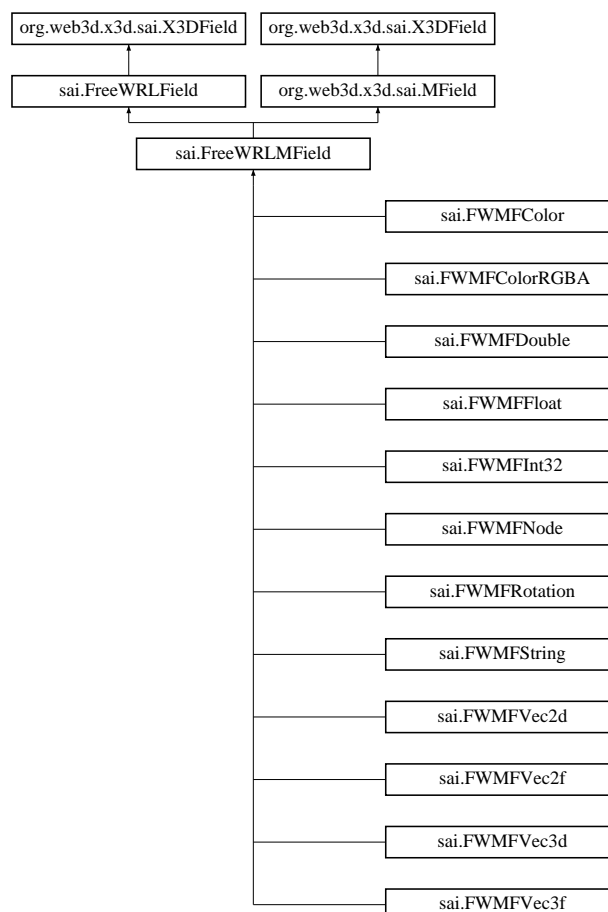 org.web3d.x3d.sai.X3DField
org.web3d.x3d.sai.X3DField
sai.FreeWRLField
org.web3d.x3d.sai.MField
sai.FreeWRLMField
sai.FWMFColor
sai.FWMFColorRGBA
sai.FWMFDouble
sai.FWMFFloat
sai.FWMFInt32
sai.FWMFNode
sai.FWMFRotation
sai.FWMFString
sai.FWMFVec2d
sai.FWMFVec2f
sai.FWMFVec3d
sai.FWMFVec3f